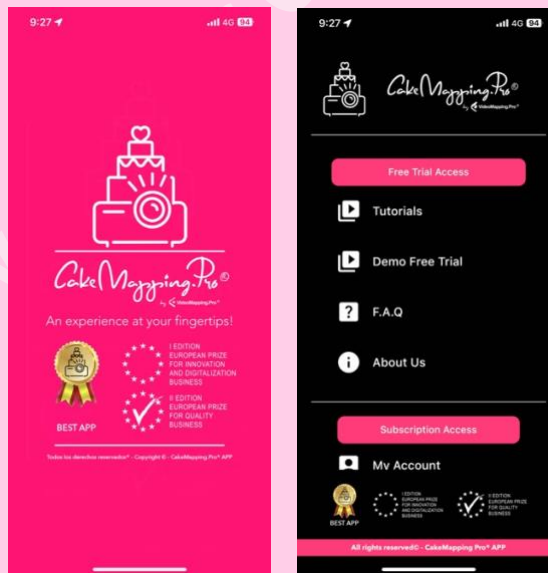 9:27
4G 94
CakeMapping.Pro®
by VideoMapping.Pro®
An experience at your fingertips!
BEST APP
I EDITION
EUROPEAN PRIZE
FOR INNOVATION
AND DIGITALIZATION
BUSINESS
II EDITION
EUROPEAN PRIZE
FOR QUALITY
BUSINESS
Todos los derechos reservados® - Copyright © - CakeMapping Pro® APP
9:27
4G 94
CakeMapping.Pro®
by VideoMapping.Pro®
Free Trial Access
Tutorials
Demo Free Trial
F.A.Q
About Us
Subscription Access
My Account
BEST APP
I EDITION
EUROPEAN PRIZE
FOR INNOVATION
AND DIGITALIZATION
BUSINESS
II EDITION
EUROPEAN PRIZE
FOR QUALITY
BUSINESS
All rights reserved© - CakeMapping Pro® APP